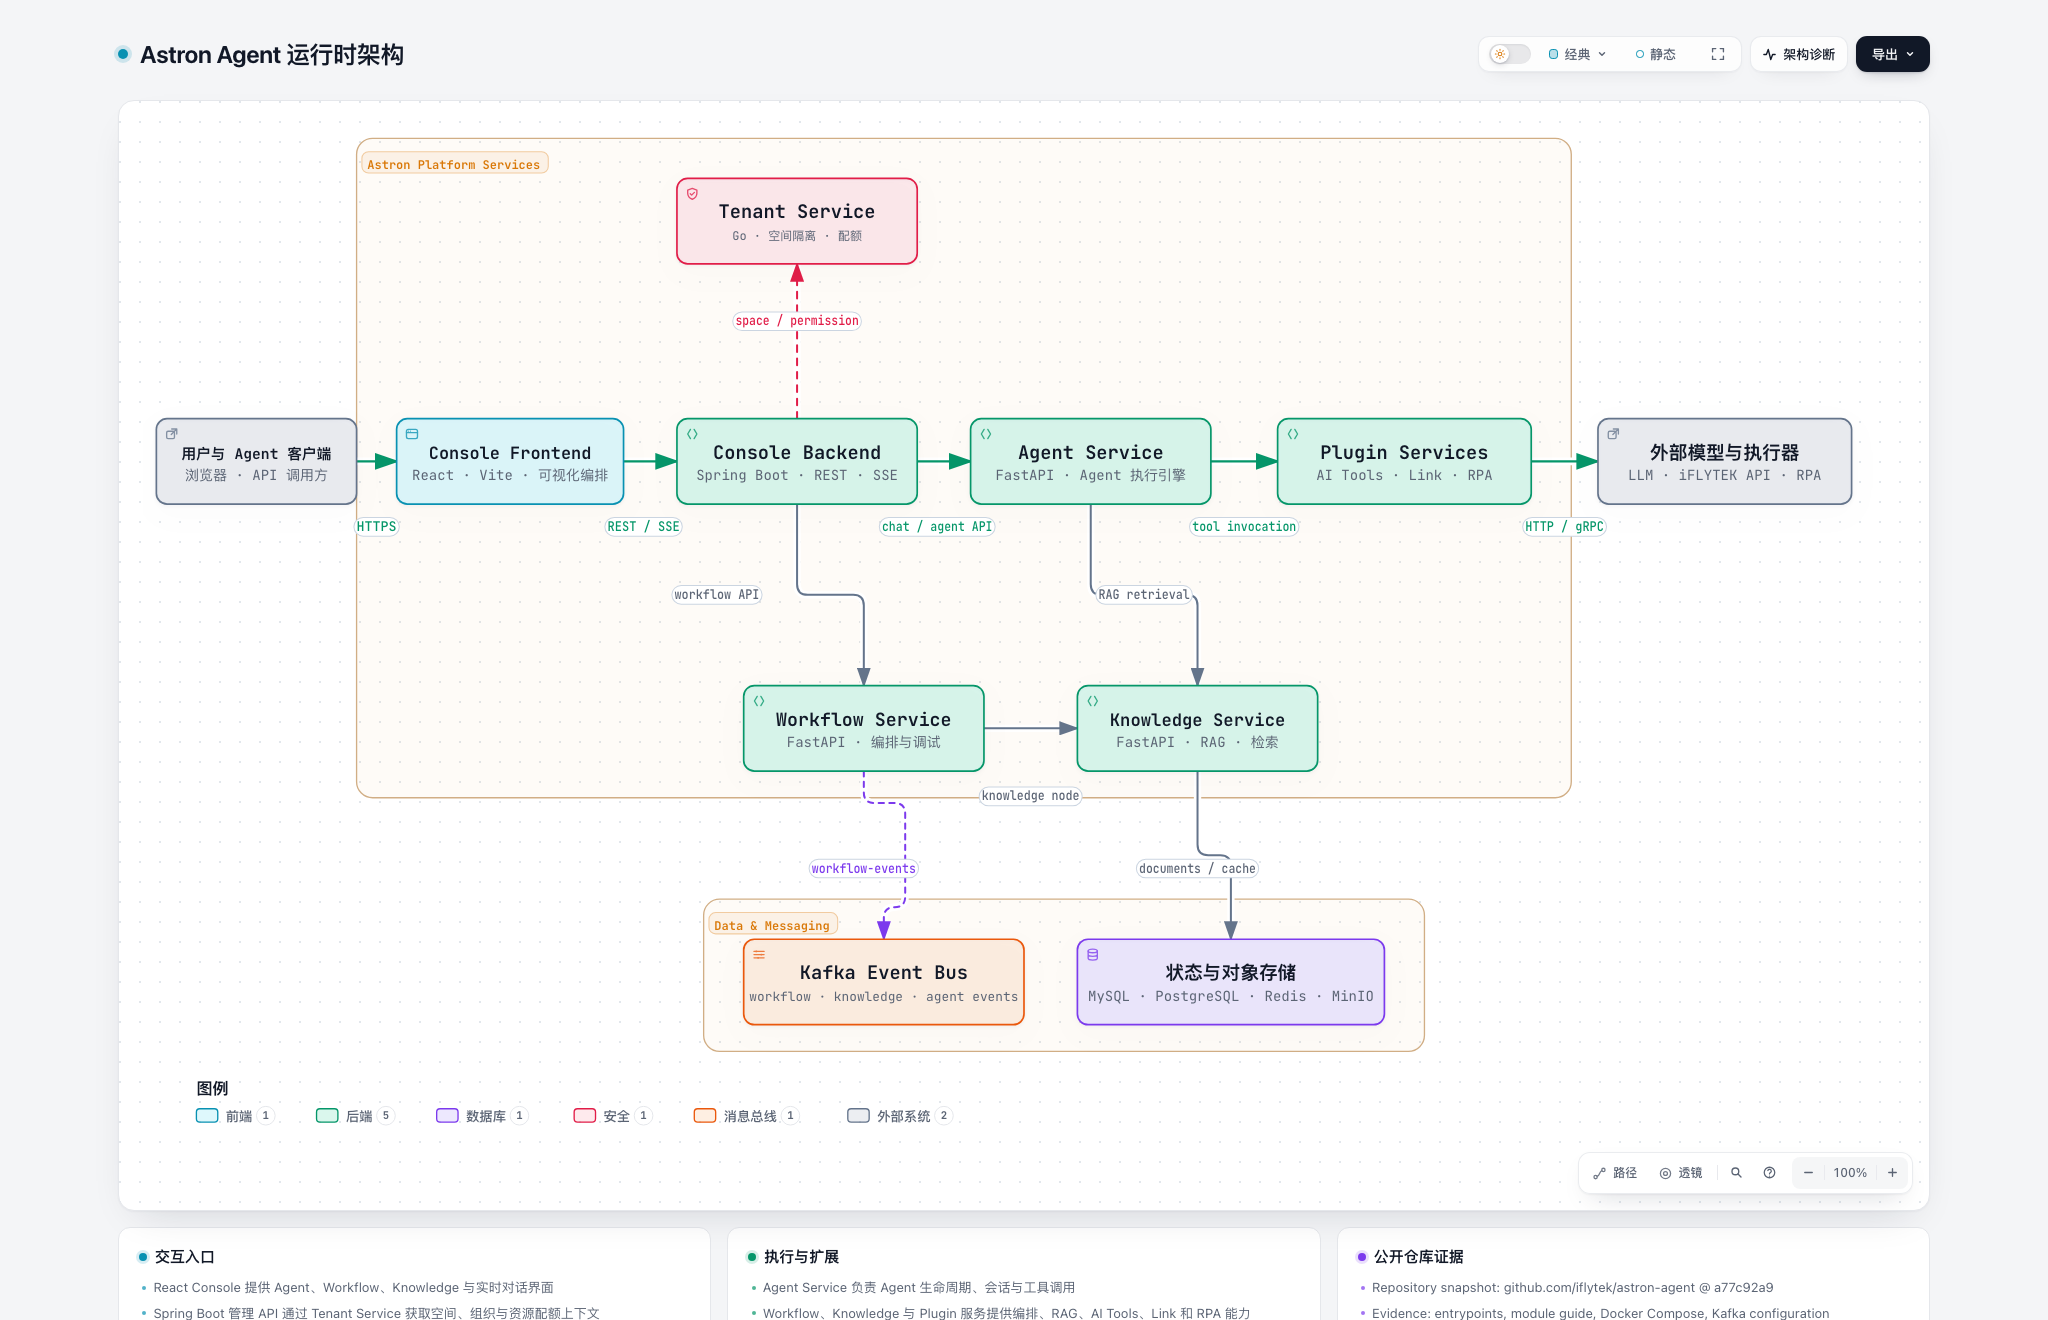 Astron Agent 运行时架构
经典
静态
架构诊断
导出
Astron Platform Services
Tenant Service
Go · 空间隔离 · 配额
space / permission
用户与 Agent 客户端
浏览器 · API 调用方
Console Frontend
React · Vite · 可视化编排
Console Backend
Spring Boot · REST · SSE
Agent Service
FastAPI · Agent 执行引擎
Plugin Services
AI Tools · Link · RPA
外部模型与执行器
LLM · iFLYTEK API · RPA
HTTPS
REST / SSE
chat / agent API
tool invocation
HTTP / gRPC
workflow API
RAG retrieval
Workflow Service
FastAPI · 编排与调试
Knowledge Service
FastAPI · RAG · 检索
knowledge node
workflow-events
documents / cache
Data & Messaging
Kafka Event Bus
workflow · knowledge · agent events
状态与对象存储
MySQL · PostgreSQL · Redis · MinIO
图例
前端 1
后端 5
数据库 1
安全 1
消息总线 1
外部系统 2
路径
透镜
100%
交互入口
• React Console 提供 Agent、Workflow、Knowledge 与实时对话界面
• Spring Boot 管理 API 通过 Tenant Service 获取空间、组织与资源配额上下文
执行与扩展
• Agent Service 负责 Agent 生命周期、会话与工具调用
• Workflow、Knowledge 与 Plugin 服务提供编排、RAG、AI Tools、Link 和 RPA 能力
公开仓库证据
• Repository snapshot: github.com/iflytek/astron-agent @ a77c92a9
• Evidence: entrypoints, module guide, Docker Compose, Kafka configuration